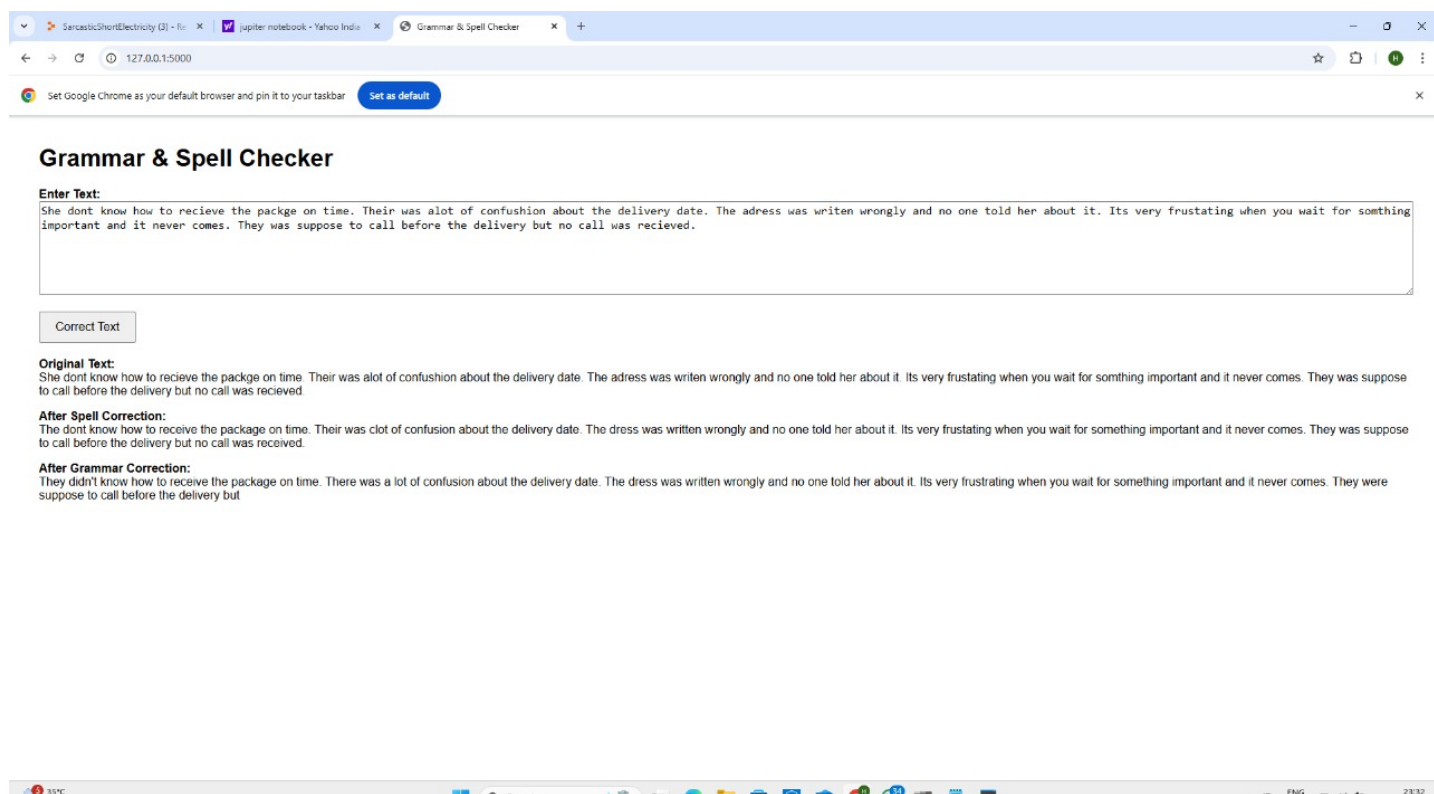 SarcasticShortElectricity (3) - Re
jupiter notebook - Yahoo India
Grammar & Spell Checker
127.0.0.1:5000
H
Set Google Chrome as your default browser and pin it to your taskbar
Set as default
Grammar & Spell Checker
Enter Text:
She dont know how to recieve the packge on time. Their was alot of confushion about the delivery date. The adress was writen wrongly and no one told her about it. Its very frustating when you wait for somthing
important and it never comes. They was suppose to call before the delivery but no call was recieved.
Correct Text
Original Text:
She dont know how to recieve the packge on time. Their was alot of confushion about the delivery date. The adress was writen wrongly and no one told her about it. Its very frustating when you wait for somthing important and it never comes. They was suppose
to call before the delivery but no call was recieved.
After Spell Correction:
The dont know how to receive the package on time. Their was clot of confusion about the delivery date. The dress was written wrongly and no one told her about it. Its very frustating when you wait for something important and it never comes. They was suppose
to call before the delivery but no call was received.
After Grammar Correction:
They didn't know how to receive the package on time. There was a lot of confusion about the delivery date. The dress was written wrongly and no one told her about it. Its very frustrating when you wait for something important and it never comes. They were
suppose to call before the delivery but
5
35°C
34
ENG
23:32